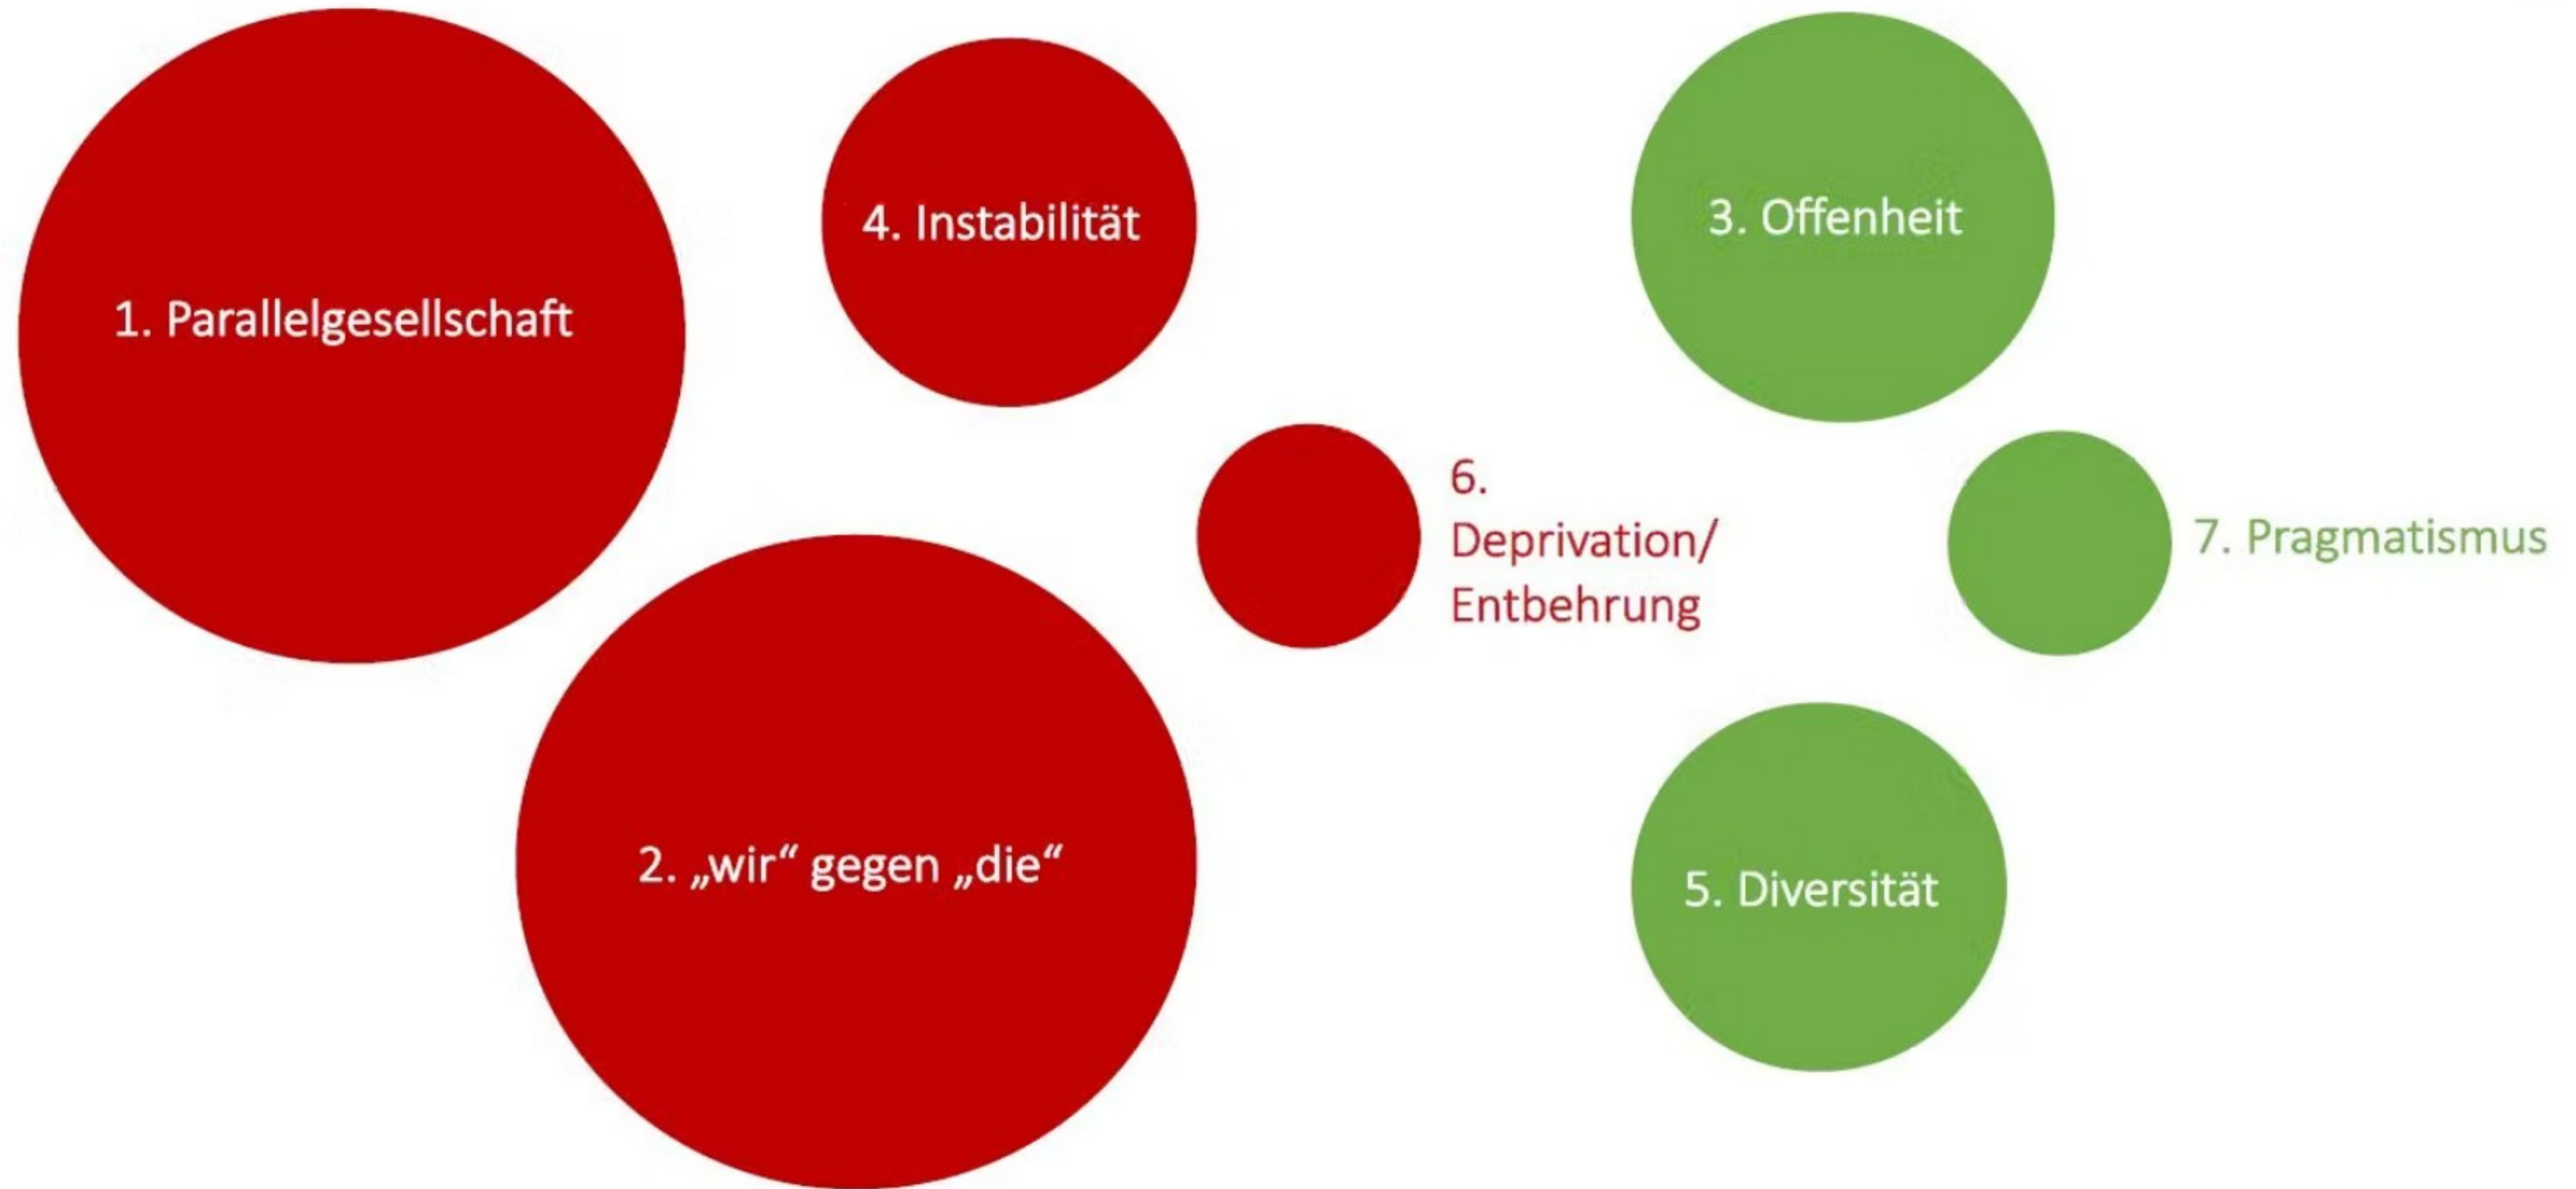 1. Parallelgesellschaft
4. Instabilität
3. Offenheit
6.
Deprivation/
Entbehrung
7. Pragmatismus
2. „wir“ gegen „die“
5. Diversität